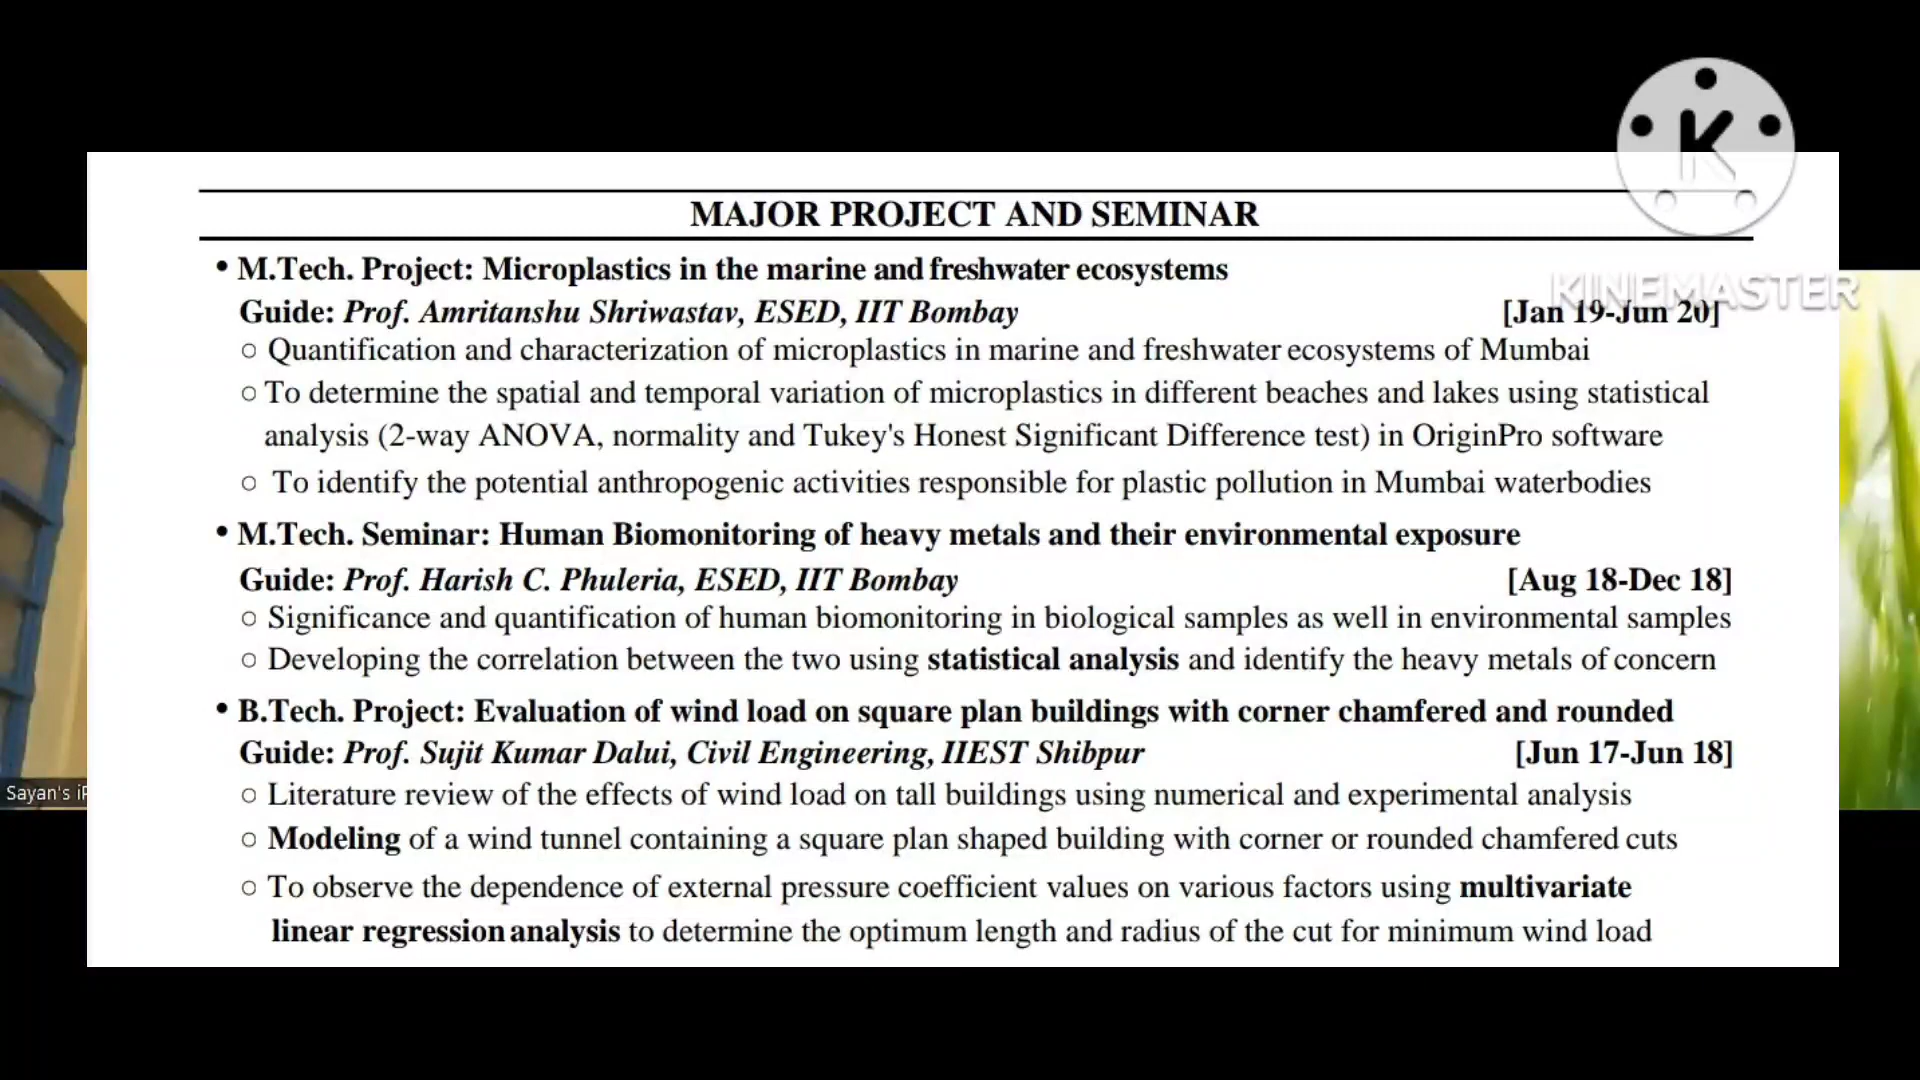 MAJOR PROJECT AND SEMINAR
KINEMASTER
• M.Tech. Project: Microplastics in the marine and freshwater ecosystems
Guide: Prof. Amritanshu Shriwastav, ESED, IIT Bombay [Jan 19-Jun 20]
○ Quantification and characterization of microplastics in marine and freshwater ecosystems of Mumbai
○ To determine the spatial and temporal variation of microplastics in different beaches and lakes using statistical
analysis (2-way ANOVA, normality and Tukey's Honest Significant Difference test) in OriginPro software
○ To identify the potential anthropogenic activities responsible for plastic pollution in Mumbai waterbodies
• M.Tech. Seminar: Human Biomonitoring of heavy metals and their environmental exposure
Guide: Prof. Harish C. Phuleria, ESED, IIT Bombay [Aug 18-Dec 18]
○ Significance and quantification of human biomonitoring in biological samples as well in environmental samples
○ Developing the correlation between the two using statistical analysis and identify the heavy metals of concern
• B.Tech. Project: Evaluation of wind load on square plan buildings with corner chamfered and rounded
Guide: Prof. Sujit Kumar Dalui, Civil Engineering, IIEST Shibpur [Jun 17-Jun 18]
○ Literature review of the effects of wind load on tall buildings using numerical and experimental analysis
○ Modeling of a wind tunnel containing a square plan shaped building with corner or rounded chamfered cuts
○ To observe the dependence of external pressure coefficient values on various factors using multivariate
linear regression analysis to determine the optimum length and radius of the cut for minimum wind load
Sayan's